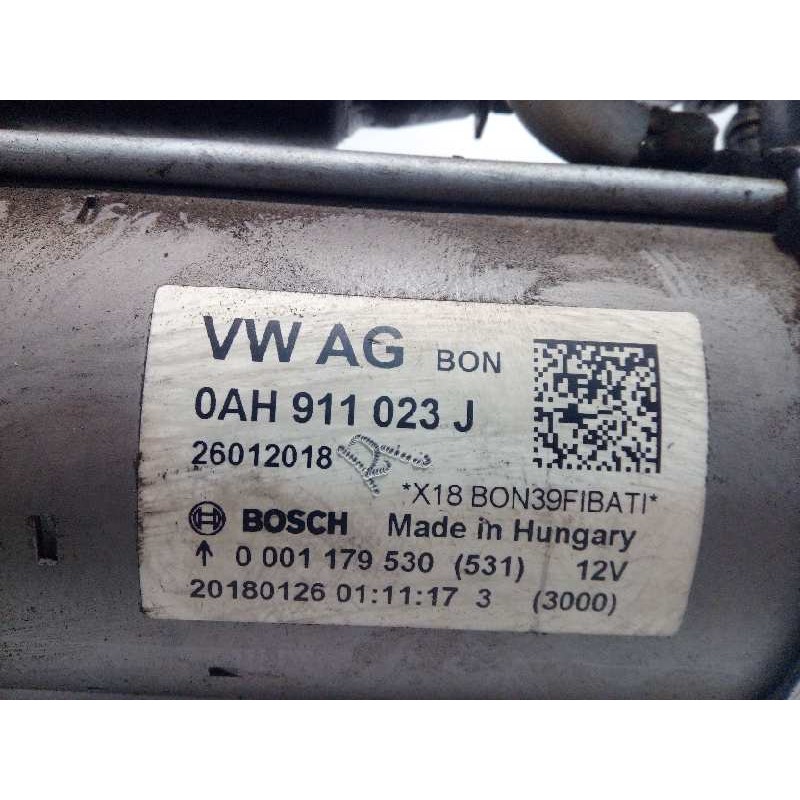 VW AG BON
0AH 911 023 J
26012018
*X18 BON39FIBATI*
BOSCH Made in Hungary
↑ 0 001 179 530 (531) 12V
20180126 01:11:17 3 (3000)